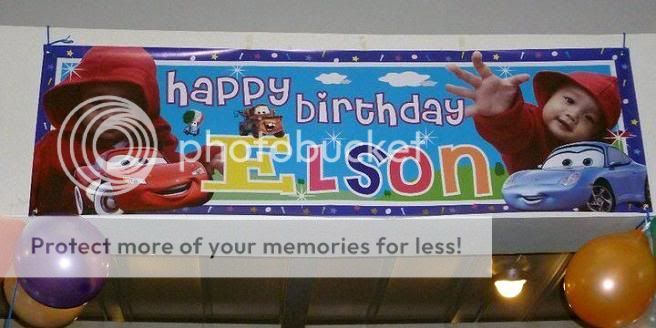 happy birthday
ELSON
photobucket
Protect more of your memories for less!